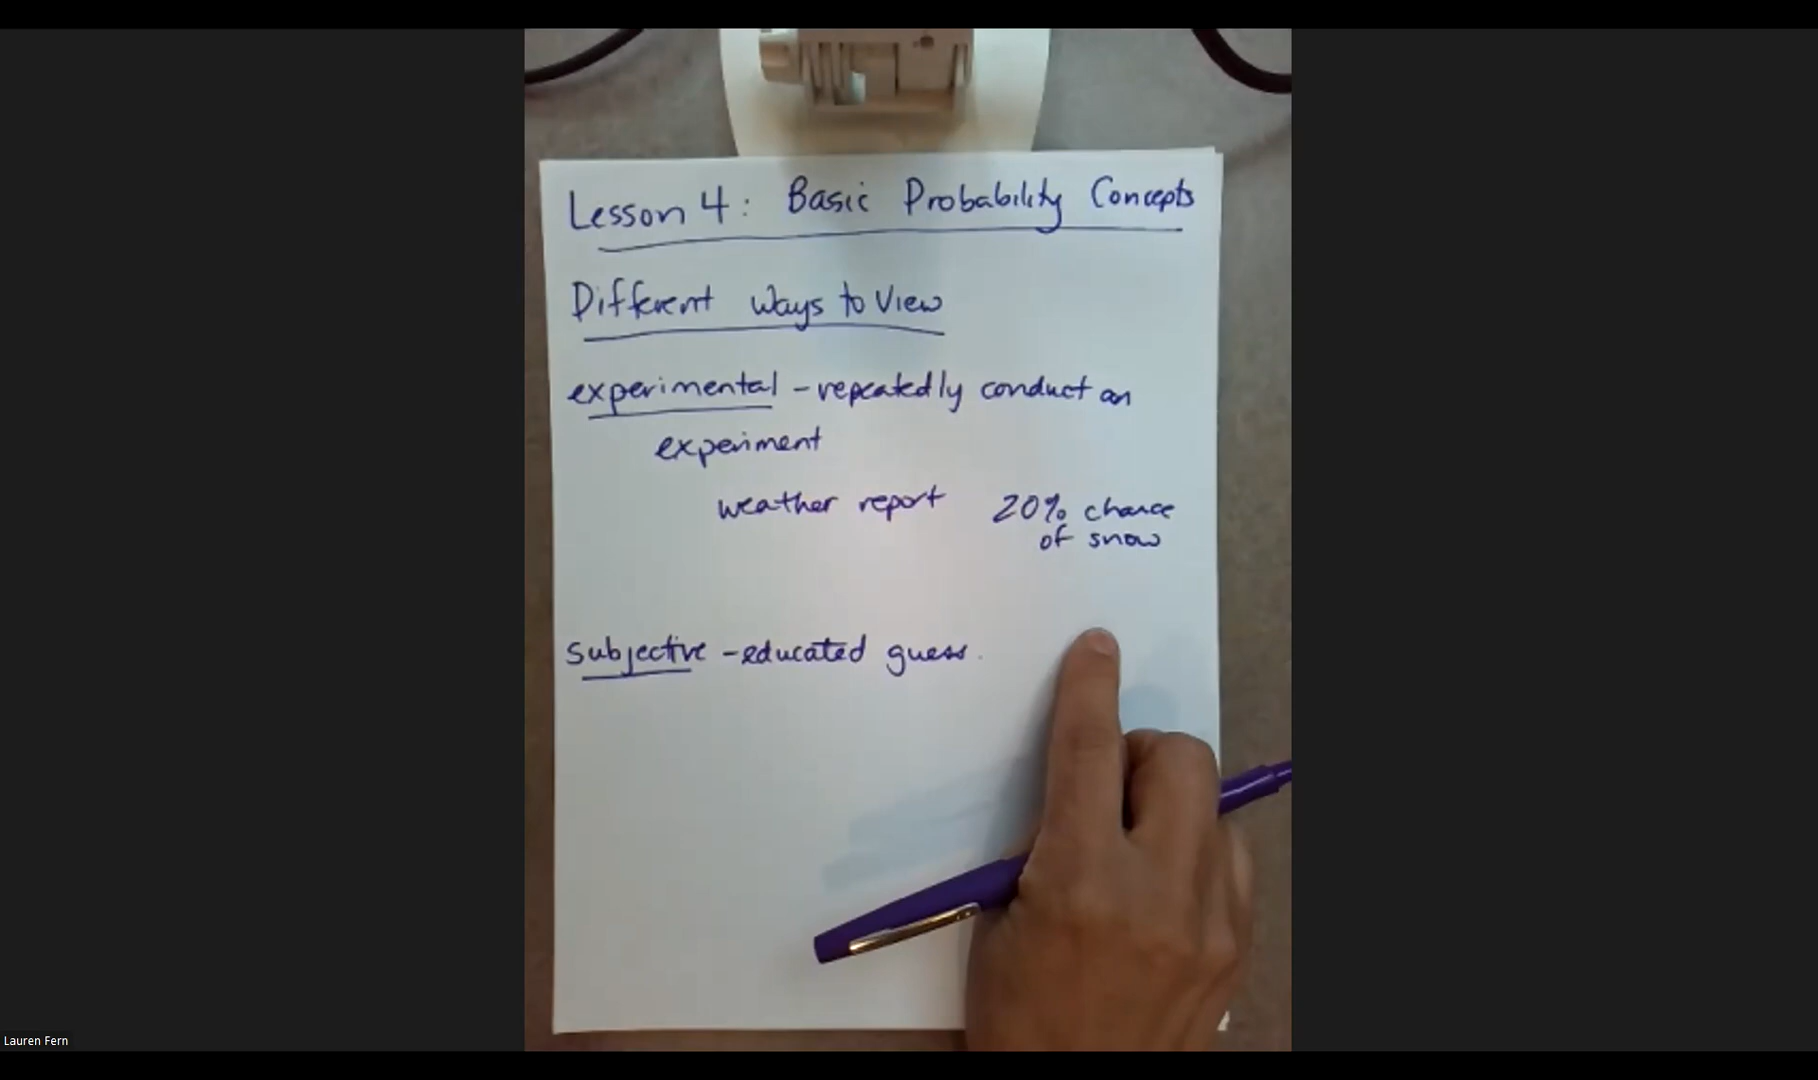 Lesson 4: Basic Probability Concepts
Different Ways to View
experimental - repeatedly conduct an
experiment
weather report 20% chance
of snow
subjective - educated guess.
Lauren Fern